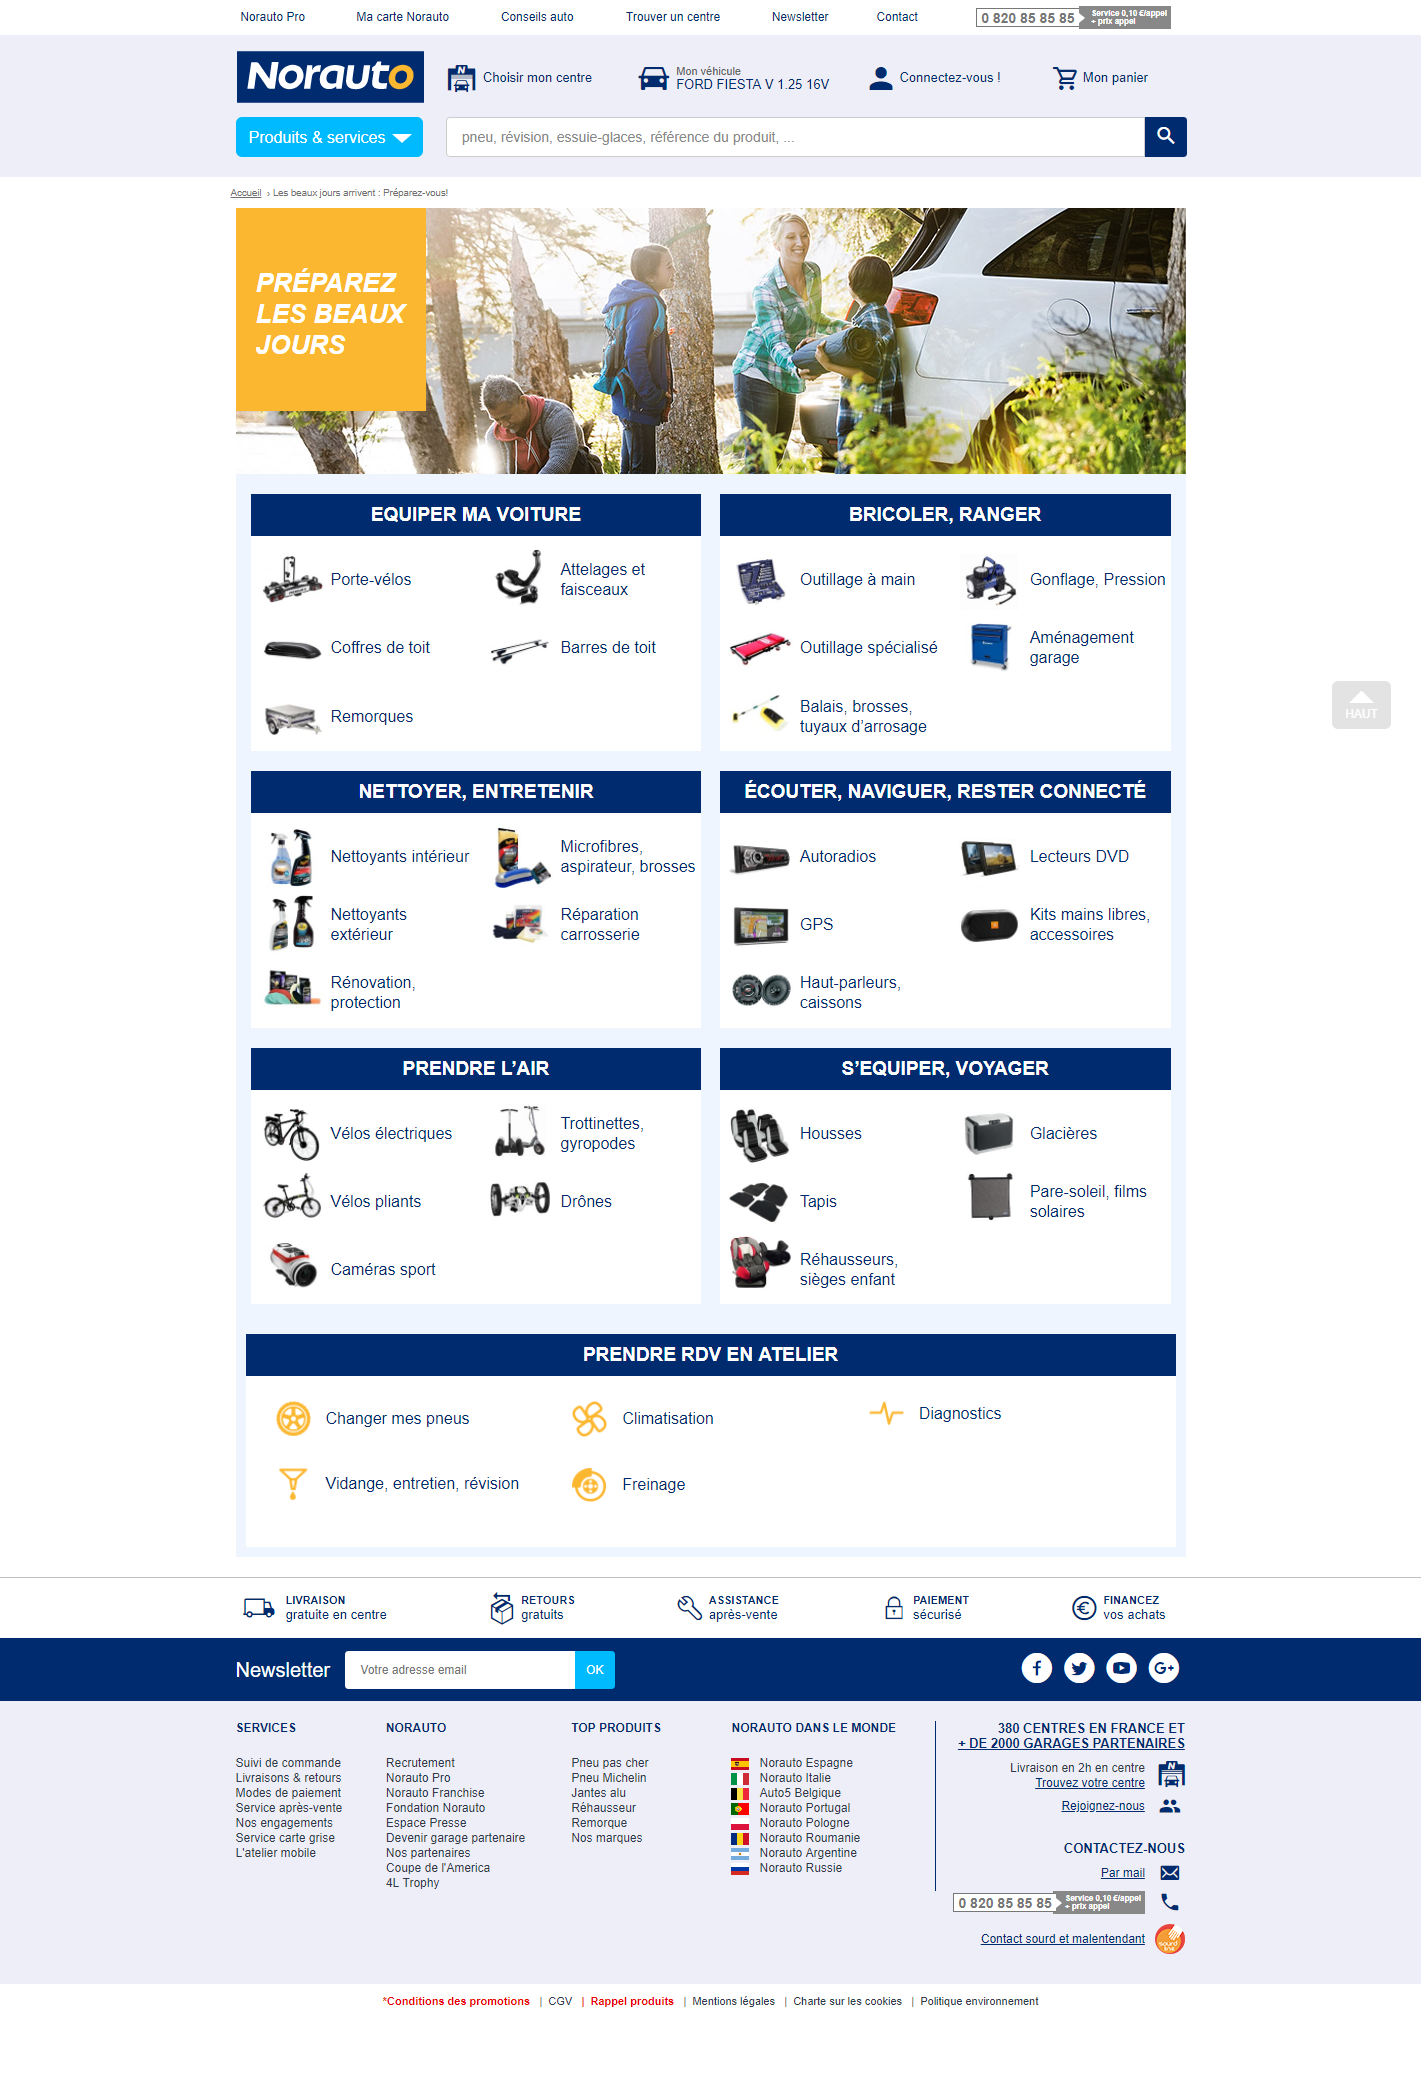 Norauto Pro
Ma carte Norauto
Conseils auto
Trouver un centre
Newsletter
Contact
0 820 85 85 85
Service 0,10 €/appel
+ prix appel
Norauto
Choisir mon centre
Mon véhicule
FORD FIESTA V 1.25 16V
Connectez-vous !
Mon panier
Produits & services
pneu, révision, essuie-glaces, référence du produit, ...
Accueil › Les beaux jours arrivent : Préparez-vous!
PRÉPAREZ
LES BEAUX
JOURS
EQUIPER MA VOITURE
Porte-vélos
Attelages et
faisceaux
Coffres de toit
Barres de toit
Remorques
BRICOLER, RANGER
Outillage à main
Gonflage, Pression
Outillage spécialisé
Aménagement
garage
Balais, brosses,
tuyaux d’arrosage
HAUT
NETTOYER, ENTRETENIR
Nettoyants intérieur
Microfibres,
aspirateur, brosses
Nettoyants
extérieur
Réparation
carrosserie
Rénovation,
protection
ÉCOUTER, NAVIGUER, RESTER CONNECTÉ
Autoradios
Lecteurs DVD
GPS
Kits mains libres,
accessoires
Haut-parleurs,
caissons
PRENDRE L’AIR
Vélos électriques
Trottinettes,
gyropodes
Vélos pliants
Drônes
Caméras sport
S’EQUIPER, VOYAGER
Housses
Glacières
Tapis
Pare-soleil, films
solaires
Réhausseurs,
sièges enfant
PRENDRE RDV EN ATELIER
Changer mes pneus
Climatisation
Diagnostics
Vidange, entretien, révision
Freinage
LIVRAISON
gratuite en centre
RETOURS
gratuits
ASSISTANCE
après-vente
PAIEMENT
sécurisé
FINANCEZ
vos achats
Newsletter
Votre adresse email
OK
SERVICES
Suivi de commande
Livraisons & retours
Modes de paiement
Service après-vente
Nos engagements
Service carte grise
L'atelier mobile
NORAUTO
Recrutement
Norauto Pro
Norauto Franchise
Fondation Norauto
Espace Presse
Devenir garage partenaire
Nos partenaires
Coupe de l'America
4L Trophy
TOP PRODUITS
Pneu pas cher
Pneu Michelin
Jantes alu
Réhausseur
Remorque
Nos marques
NORAUTO DANS LE MONDE
Norauto Espagne
Norauto Italie
Auto5 Belgique
Norauto Portugal
Norauto Pologne
Norauto Roumanie
Norauto Argentine
Norauto Russie
380 CENTRES EN FRANCE ET
+ DE 2000 GARAGES PARTENAIRES
Livraison en 2h en centre
Trouvez votre centre
Rejoignez-nous
CONTACTEZ-NOUS
Par mail
0 820 85 85 85
Service 0,10 €/appel
+ prix appel
Contact sourd et malentendant
*Conditions des promotions | CGV | Rappel produits | Mentions légales | Charte sur les cookies | Politique environnement